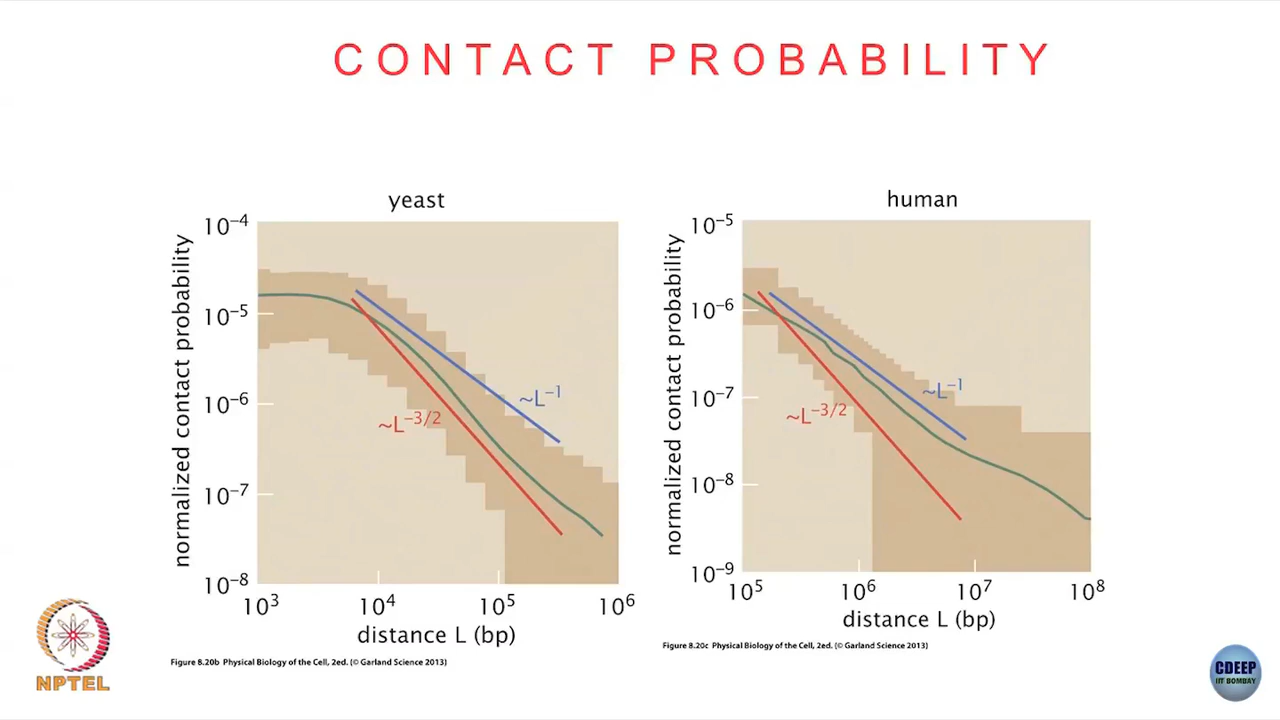 CONTACT PROBABILITY
yeast
normalized contact probability
10⁻⁴
10⁻⁵
10⁻⁶
10⁻⁷
10⁻⁸
~L⁻¹
~L⁻³/²
10³ 10⁴ 10⁵ 10⁶
distance L (bp)
Figure 8.20b Physical Biology of the Cell, 2ed. (© Garland Science 2013)
human
normalized contact probability
10⁻⁵
10⁻⁶
10⁻⁷
10⁻⁸
10⁻⁹
~L⁻¹
~L⁻³/²
10⁵ 10⁶ 10⁷ 10⁸
distance L (bp)
Figure 8.20c Physical Biology of the Cell, 2ed. (© Garland Science 2013)
NPTEL
CDEEP
IIT BOMBAY